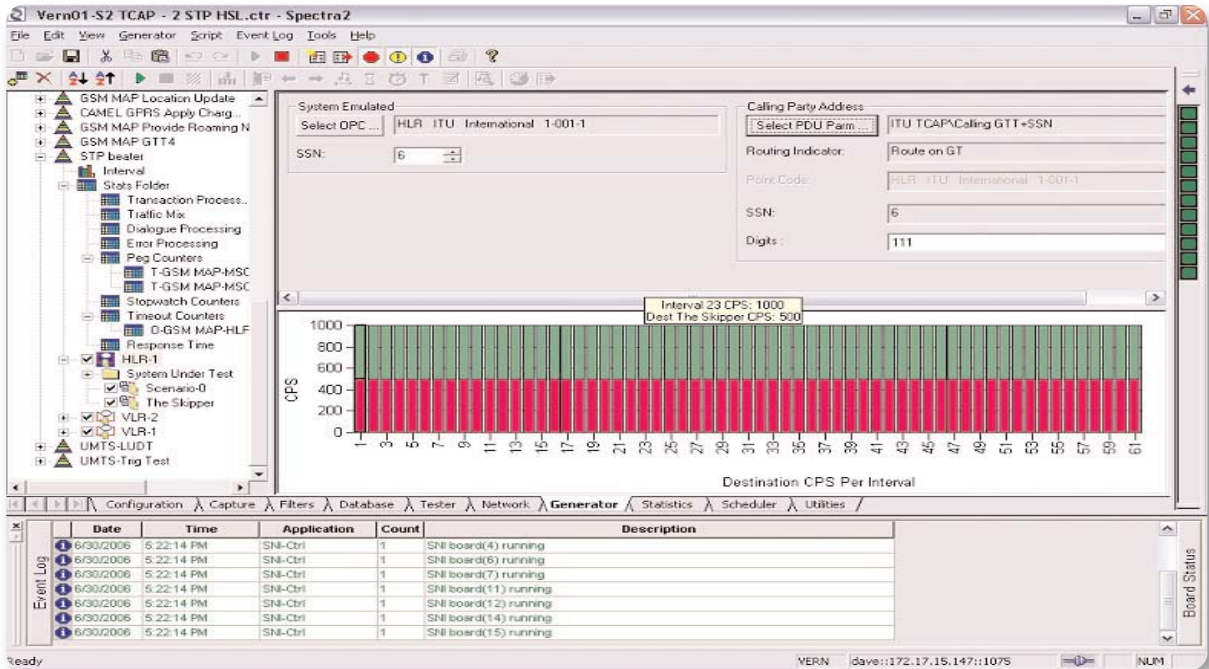 Vern01-S2 TCAP - 2 STP HSL.ctr - Spectra2
File Edit View Generator Script Event Log Tools Help
GSM MAP Location Update
CAMEL GPRS Apply Charg...
GSM MAP Provide Roaming N
GSM MAP GTT4
STP beater
Interval
Stats Folder
Transaction Process..
Traffic Mix
Dialogue Processing
Error Processing
Peg Counters
T-GSM MAP-MSC
T-GSM MAP-MSC
Stopwatch Counters
Timeout Counters
O-GSM MAP-HLF
Response Time
HLR-1
System Under Test
Scenario-0
The Skipper
VLR-2
VLR-1
UMTS-LUDT
UMTS-Trig Test
System Emulated
Select OPC ... HLR ITU International 1-001-1
SSN: 6
Calling Party Address
Select PDU Parm ... ITU TCAP\Calling GTT+SSN
Routing Indicator: Route on GT
Point Code: HLR ITU International 1-001-1
SSN: 6
Digits : 111
Interval 23 CPS: 1000
Dest The Skipper CPS: 500
CPS
1000
800
600
400
200
0
1 3 5 7 9 11 13 15 17 19 21 23 25 27 29 31 33 35 37 39 41 43 45 47 49 51 53 55 57 59 61
Destination CPS Per Interval
Configuration Capture Filters Database Tester Network Generator Statistics Scheduler Utilities
Event Log
Date Time Application Count Description
6/30/2006 5:22:14 PM SNI-Ctrl 1 SNI board(4) running
6/30/2006 5:22:14 PM SNI-Ctrl 1 SNI board(6) running
6/30/2006 5:22:14 PM SNI-Ctrl 1 SNI board(7) running
6/30/2006 5:22:14 PM SNI-Ctrl 1 SNI board(11) running
6/30/2006 5:22:14 PM SNI-Ctrl 1 SNI board(12) running
6/30/2006 5:22:14 PM SNI-Ctrl 1 SNI board(14) running
6/30/2006 5:22:14 PM SNI-Ctrl 1 SNI board(15) running
Board Status
Ready VERN dave::172.17.15.147::1075 NUM